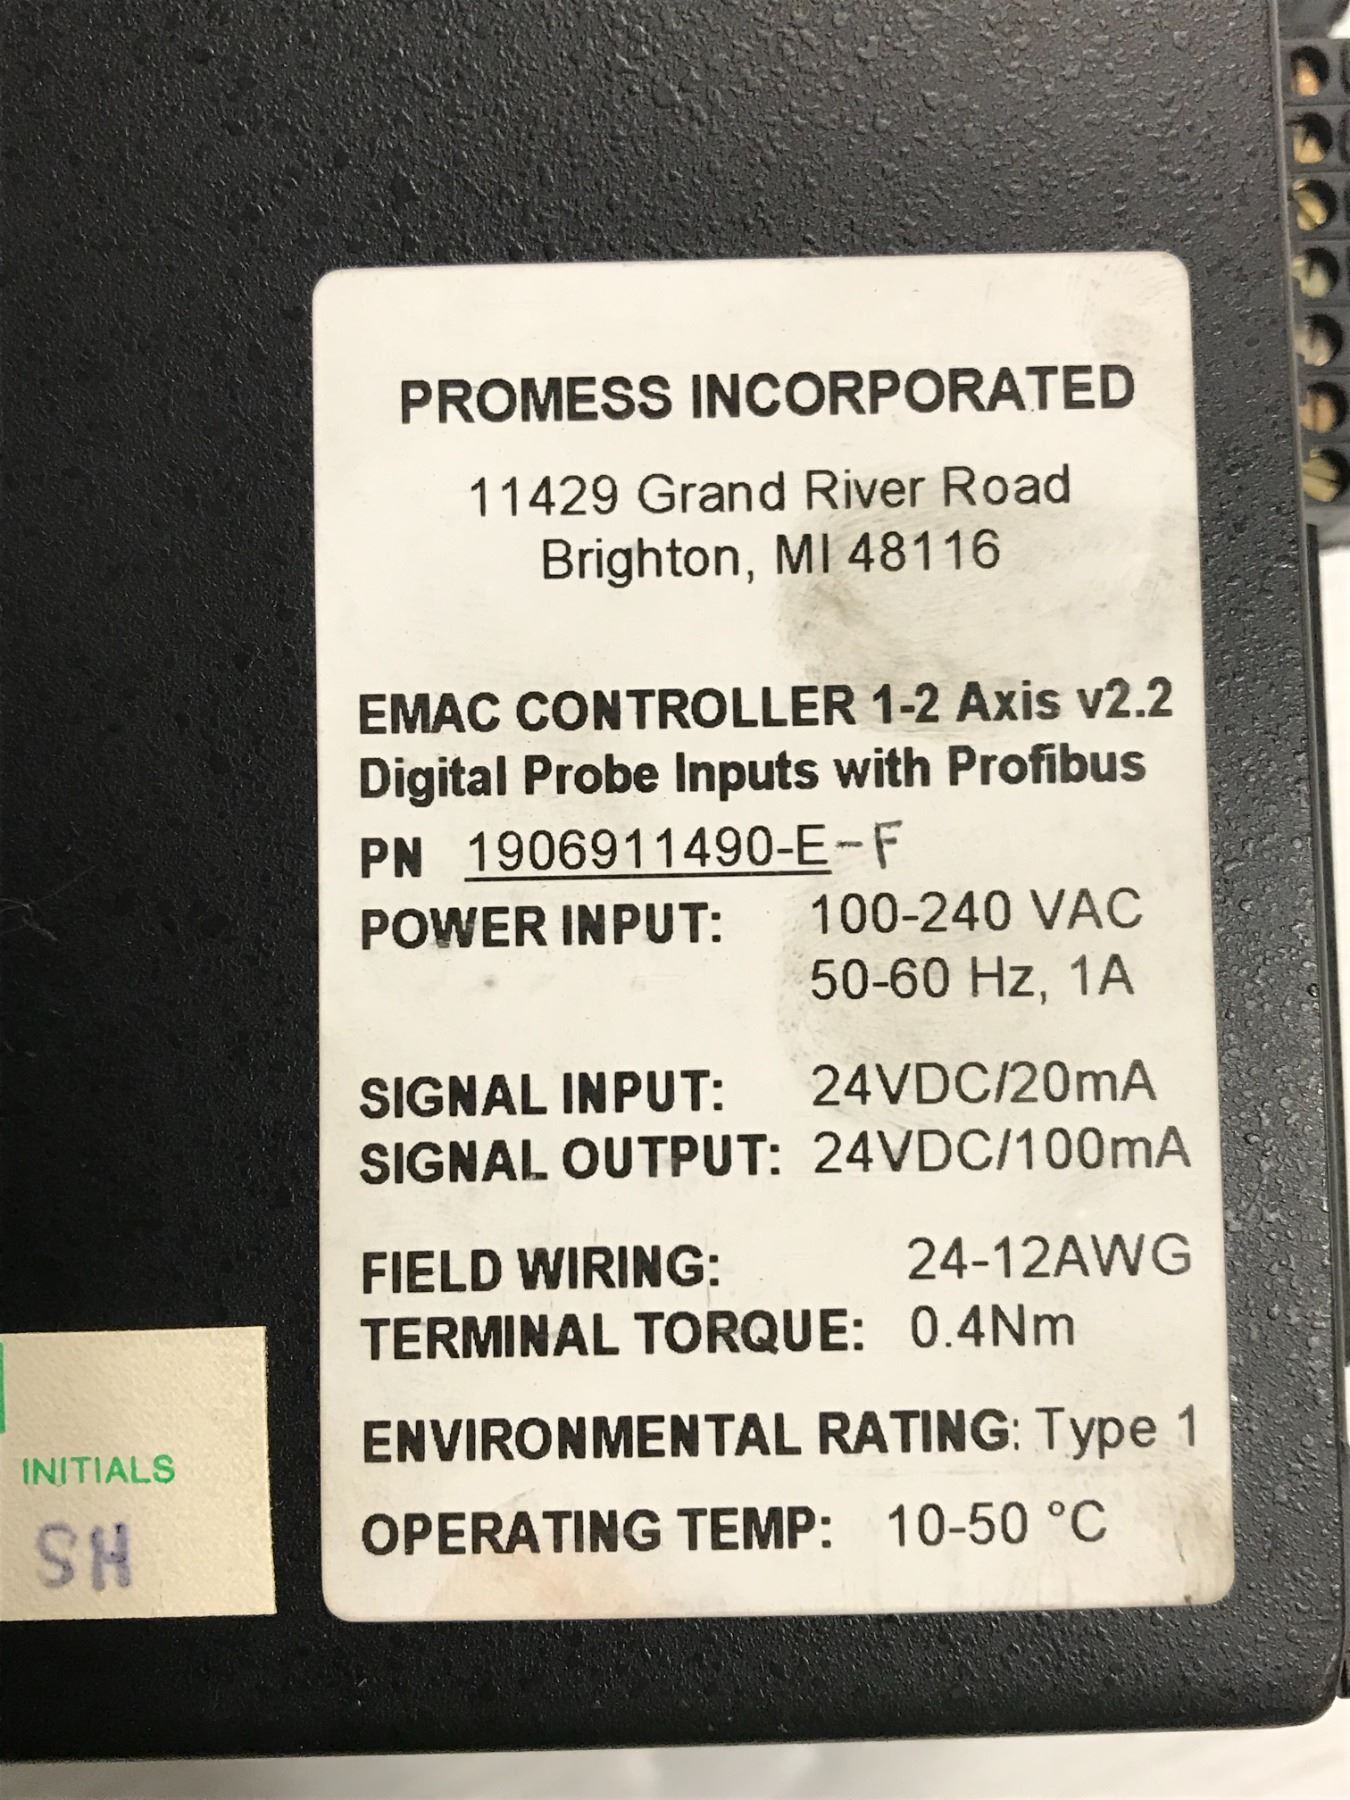 PROMESS INCORPORATED
11429 Grand River Road
Brighton, MI 48116
EMAC CONTROLLER 1-2 Axis v2.2
Digital Probe Inputs with Profibus
PN 1906911490-E-F
POWER INPUT: 100-240 VAC
50-60 Hz, 1A
SIGNAL INPUT: 24VDC/20mA
SIGNAL OUTPUT: 24VDC/100mA
FIELD WIRING: 24-12AWG
TERMINAL TORQUE: 0.4Nm
ENVIRONMENTAL RATING: Type 1
OPERATING TEMP: 10-50 °C
INITIALS
SH